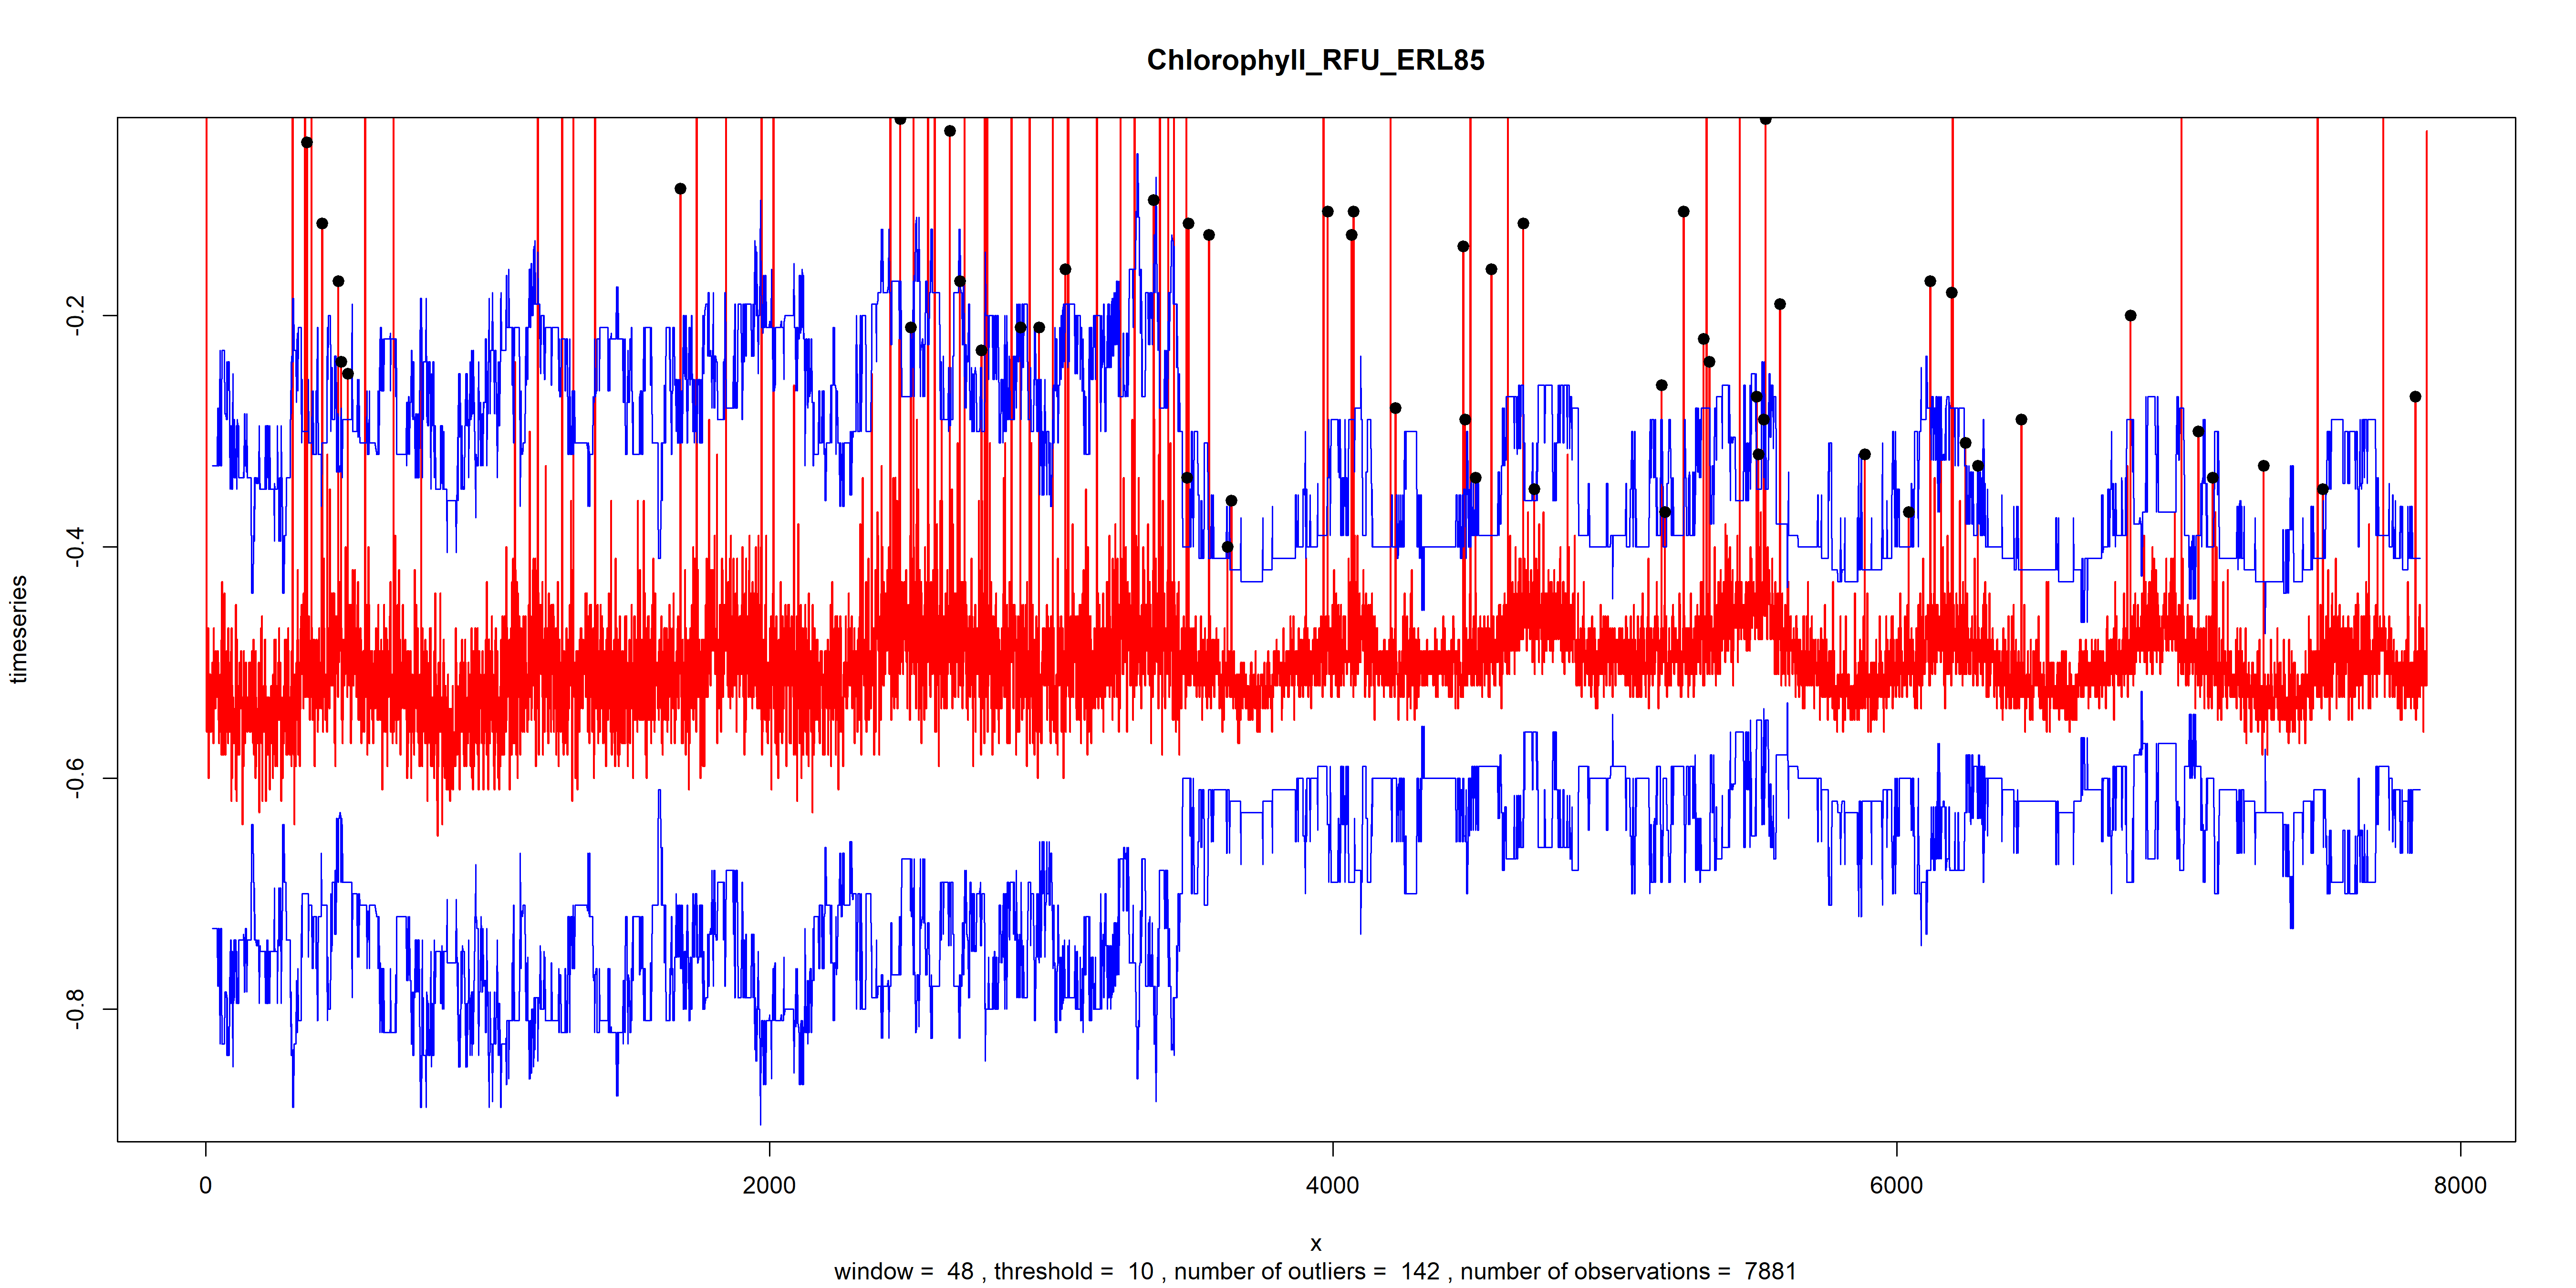 Chlorophyll_RFU_ERL85
timeseries
-0.2
-0.4
-0.6
-0.8
0 2000 4000 6000 8000
x
window = 48 , threshold = 10 , number of outliers = 142 , number of observations = 7881